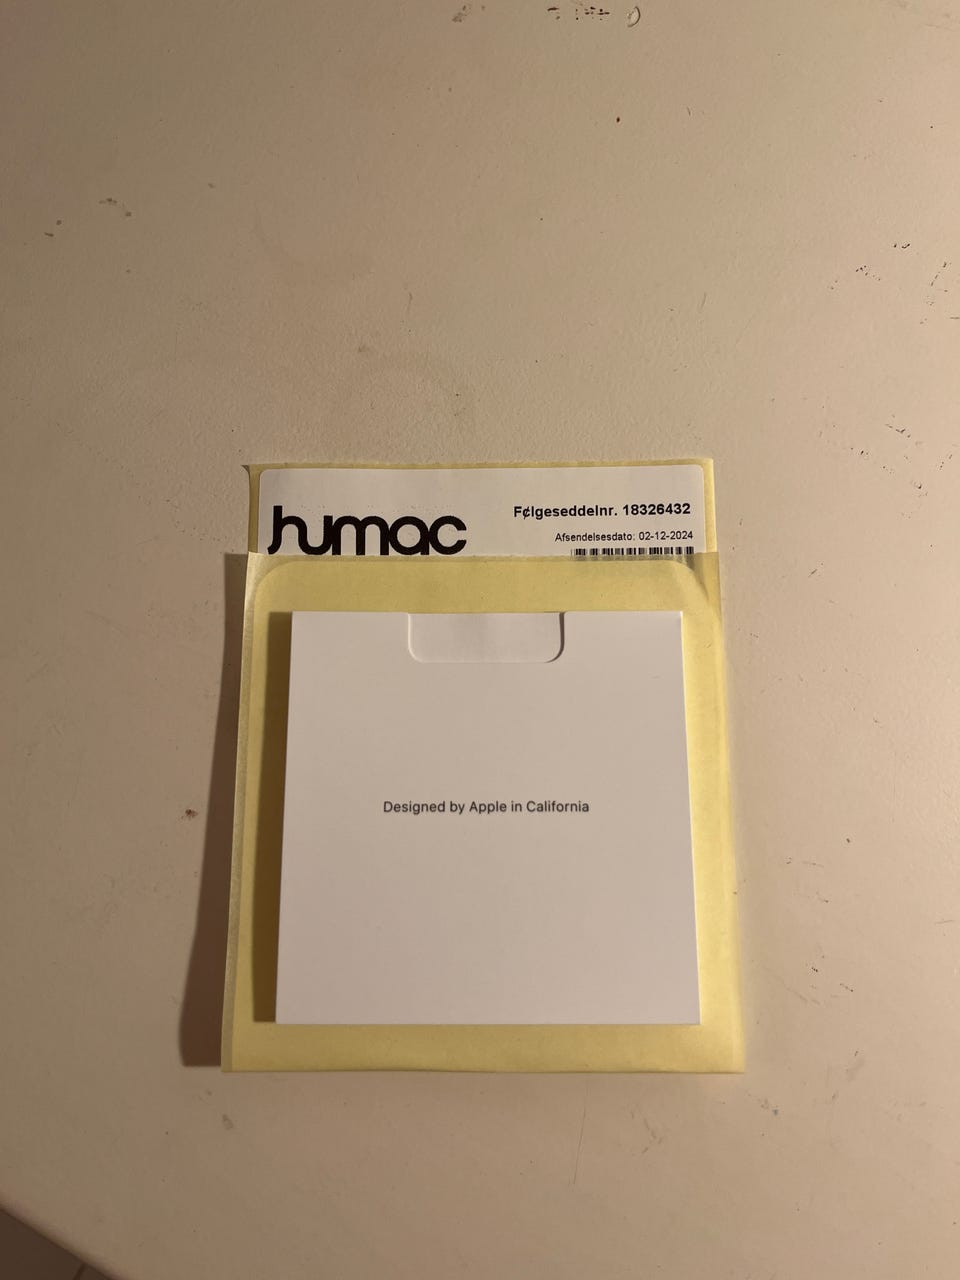 humac
F¢lgeseddelnr. 18326432
Afsendelsesdato: 02-12-2024
Designed by Apple in California